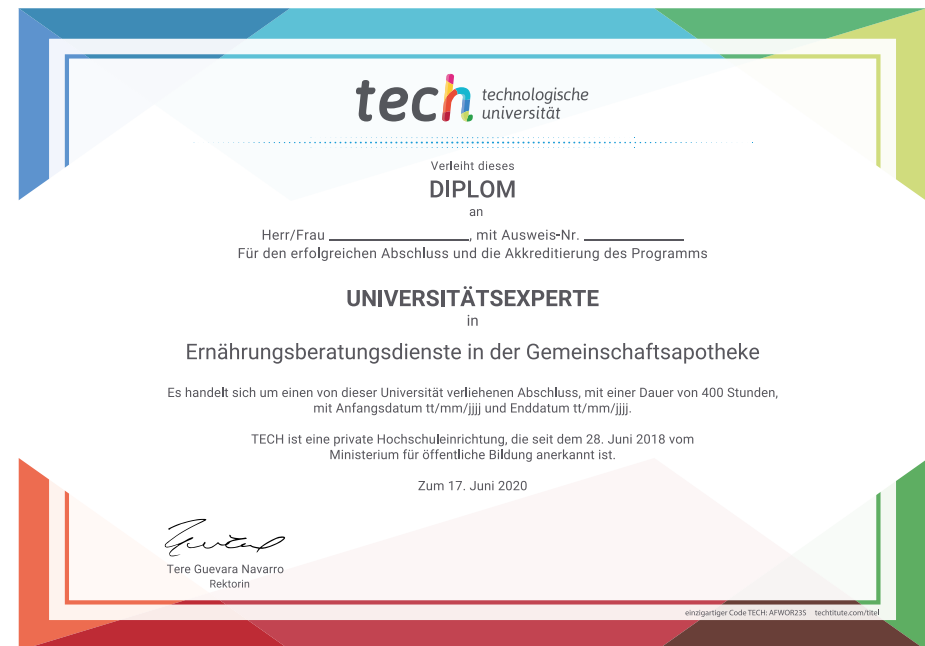 tech technologische
universität
Verleiht dieses
DIPLOM
an
Herr/Frau ____________, mit Ausweis-Nr. ____________
Für den erfolgreichen Abschluss und die Akkreditierung des Programms
UNIVERSITÄTSEXPERTE
in
Ernährungsberatungsdienste in der Gemeinschaftsapotheke
Es handelt sich um einen von dieser Universität verliehenen Abschluss, mit einer Dauer von 400 Stunden,
mit Anfangsdatum tt/mm/jjjj und Enddatum tt/mm/jjjj.
TECH ist eine private Hochschuleinrichtung, die seit dem 28. Juni 2018 vom
Ministerium für öffentliche Bildung anerkannt ist.
Zum 17. Juni 2020
Tere Guevara Navarro
Rektorin
einzigartiger Code TECH: AFWOR235 techtitute.com/titel